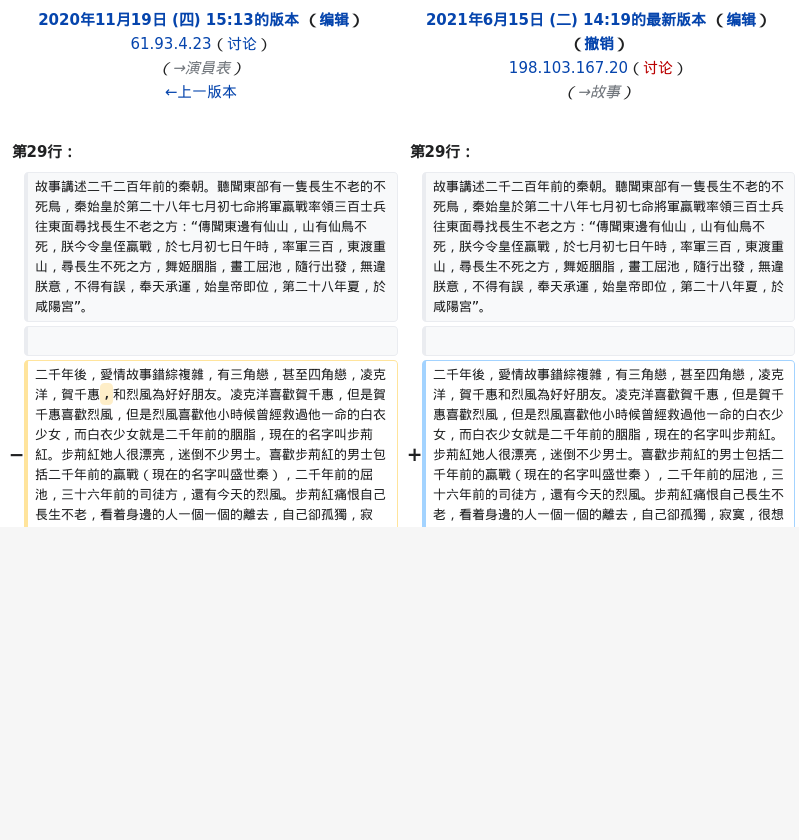 2020年11月19日 (四) 15:13的版本 （编辑）
61.93.4.23（讨论）
（→演員表）
←上一版本
2021年6月15日 (二) 14:19的最新版本 （编辑）
（撤销）
198.103.167.20（讨论）
（→故事）
第29行：
故事講述二千二百年前的秦朝。聽聞東部有一隻長生不老的不
死鳥，秦始皇於第二十八年七月初七命將軍贏戰率領三百士兵
往東面尋找長生不老之方：“傳聞東邊有仙山，山有仙鳥不
死，朕今令皇侄贏戰，於七月初七日午時，率軍三百，東渡重
山，尋長生不死之方，舞姬胭脂，畫工屈池，隨行出發，無違
朕意，不得有誤，奉天承運，始皇帝即位，第二十八年夏，於
咸陽宮”。
二千年後，愛情故事錯綜複雜，有三角戀，甚至四角戀，凌克
洋，賀千惠，和烈風為好好朋友。凌克洋喜歡賀千惠，但是賀
千惠喜歡烈風，但是烈風喜歡他小時候曾經救過他一命的白衣
少女，而白衣少女就是二千年前的胭脂，現在的名字叫步荊
− 紅。步荊紅她人很漂亮，迷倒不少男士。喜歡步荊紅的男士包
括二千年前的贏戰（現在的名字叫盛世秦），二千年前的屈
池，三十六年前的司徒方，還有今天的烈風。步荊紅痛恨自己
長生不老，看着身邊的人一個一個的離去，自己卻孤獨，寂
第29行：
故事講述二千二百年前的秦朝。聽聞東部有一隻長生不老的不
死鳥，秦始皇於第二十八年七月初七命將軍贏戰率領三百士兵
往東面尋找長生不老之方：“傳聞東邊有仙山，山有仙鳥不
死，朕今令皇侄贏戰，於七月初七日午時，率軍三百，東渡重
山，尋長生不死之方，舞姬胭脂，畫工屈池，隨行出發，無違
朕意，不得有誤，奉天承運，始皇帝即位，第二十八年夏，於
咸陽宮”。
二千年後，愛情故事錯綜複雜，有三角戀，甚至四角戀，凌克
洋，賀千惠和烈風為好好朋友。凌克洋喜歡賀千惠，但是賀千
惠喜歡烈風，但是烈風喜歡他小時候曾經救過他一命的白衣少
女，而白衣少女就是二千年前的胭脂，現在的名字叫步荊紅。
+ 步荊紅她人很漂亮，迷倒不少男士。喜歡步荊紅的男士包括二
千年前的贏戰（現在的名字叫盛世秦），二千年前的屈池，三
十六年前的司徒方，還有今天的烈風。步荊紅痛恨自己長生不
老，看着身邊的人一個一個的離去，自己卻孤獨，寂寞，很想